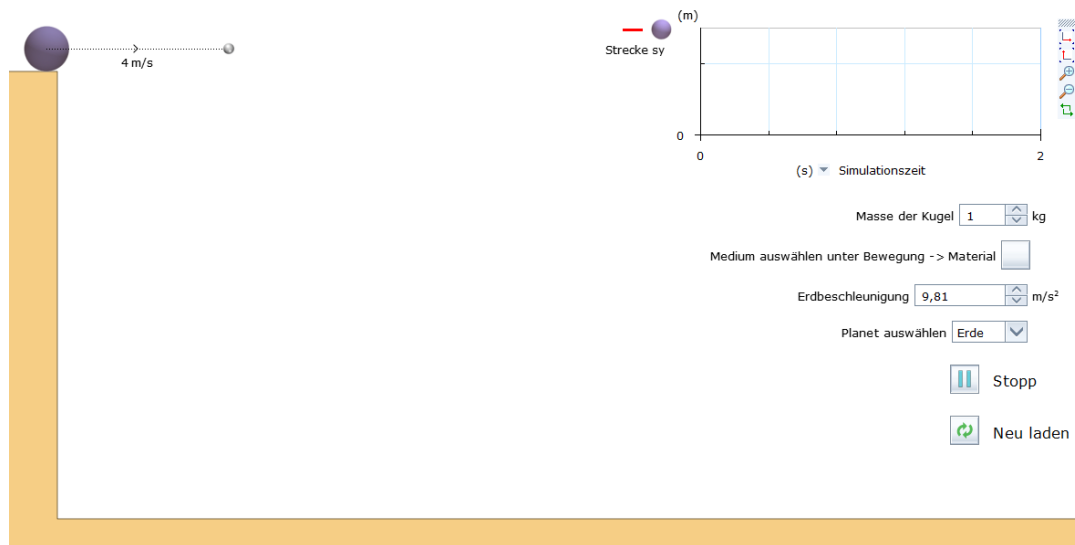 4 m/s
(m)
Strecke sy
0
0 2
(s) Simulationszeit
Masse der Kugel 1 kg
Medium auswählen unter Bewegung -> Material
Erdbeschleunigung 9,81 m/s²
Planet auswählen Erde
Stopp
Neu laden